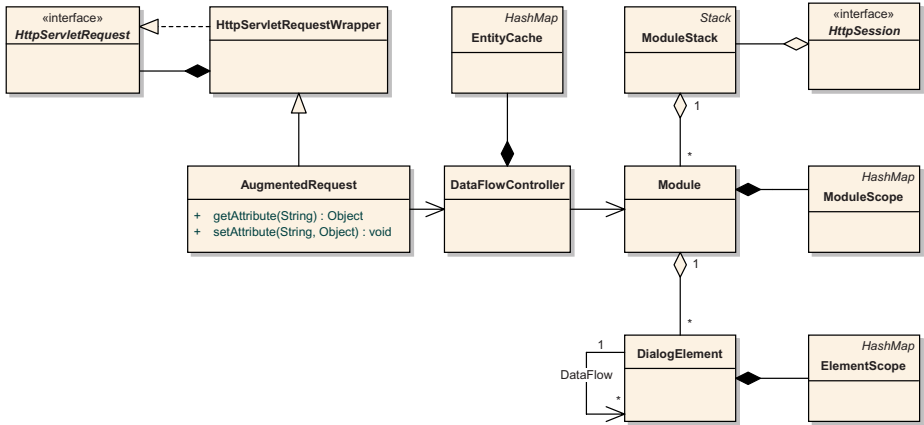 «interface»
HttpServletRequest
HttpServletRequestWrapper
HashMap
EntityCache
Stack
ModuleStack
«interface»
HttpSession
1
*
AugmentedRequest
+ getAttribute(String) : Object
+ setAttribute(String, Object) : void
DataFlowController
Module
HashMap
ModuleScope
1
*
DialogElement
1
DataFlow
*
HashMap
ElementScope